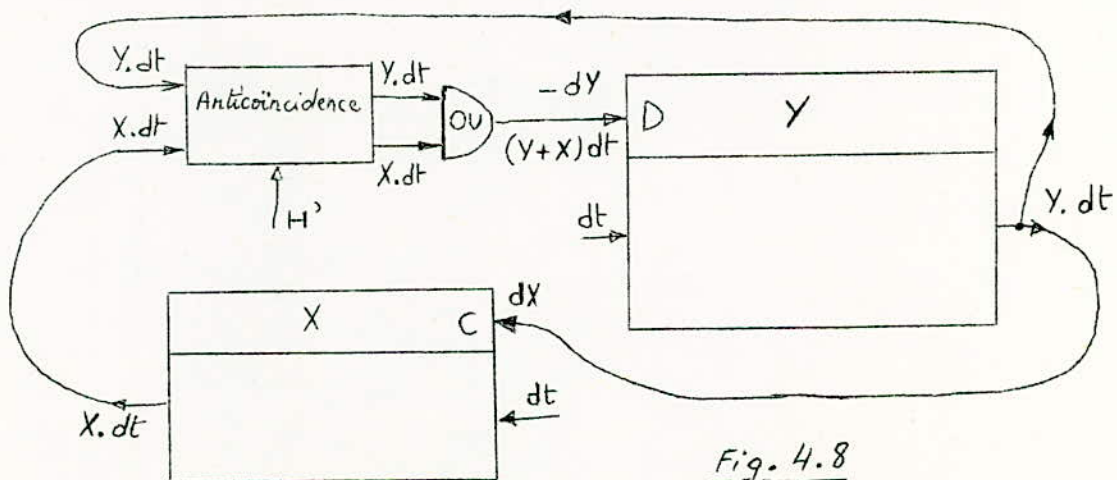 Y.dt
X.dt
Anticoïncidence
H'
Y.dt
X.dt
OU
-dY
(Y+X)dt
D
Y
dt
Y.dt
X
C
dX
dt
X.dt
Fig. 4.8